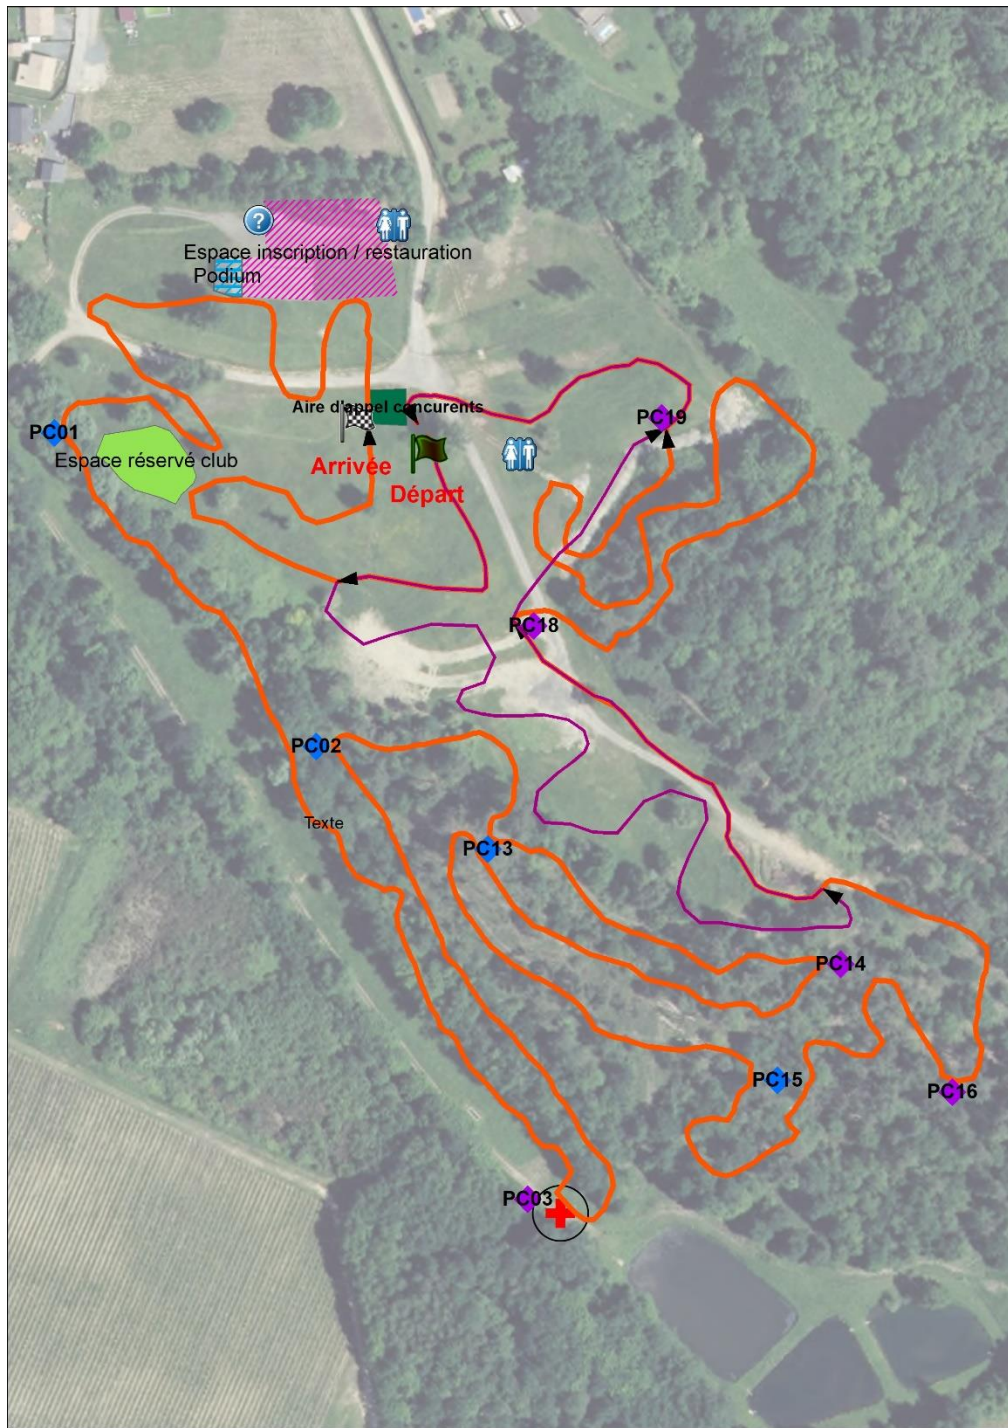 ?
Espace inscription / restauration
Podium
Aire d'appel concurents
PC19
PC01
Espace réservé club
Arrivée
Départ
PC18
PC02
Texte
PC13
PC14
PC15
PC16
PC03